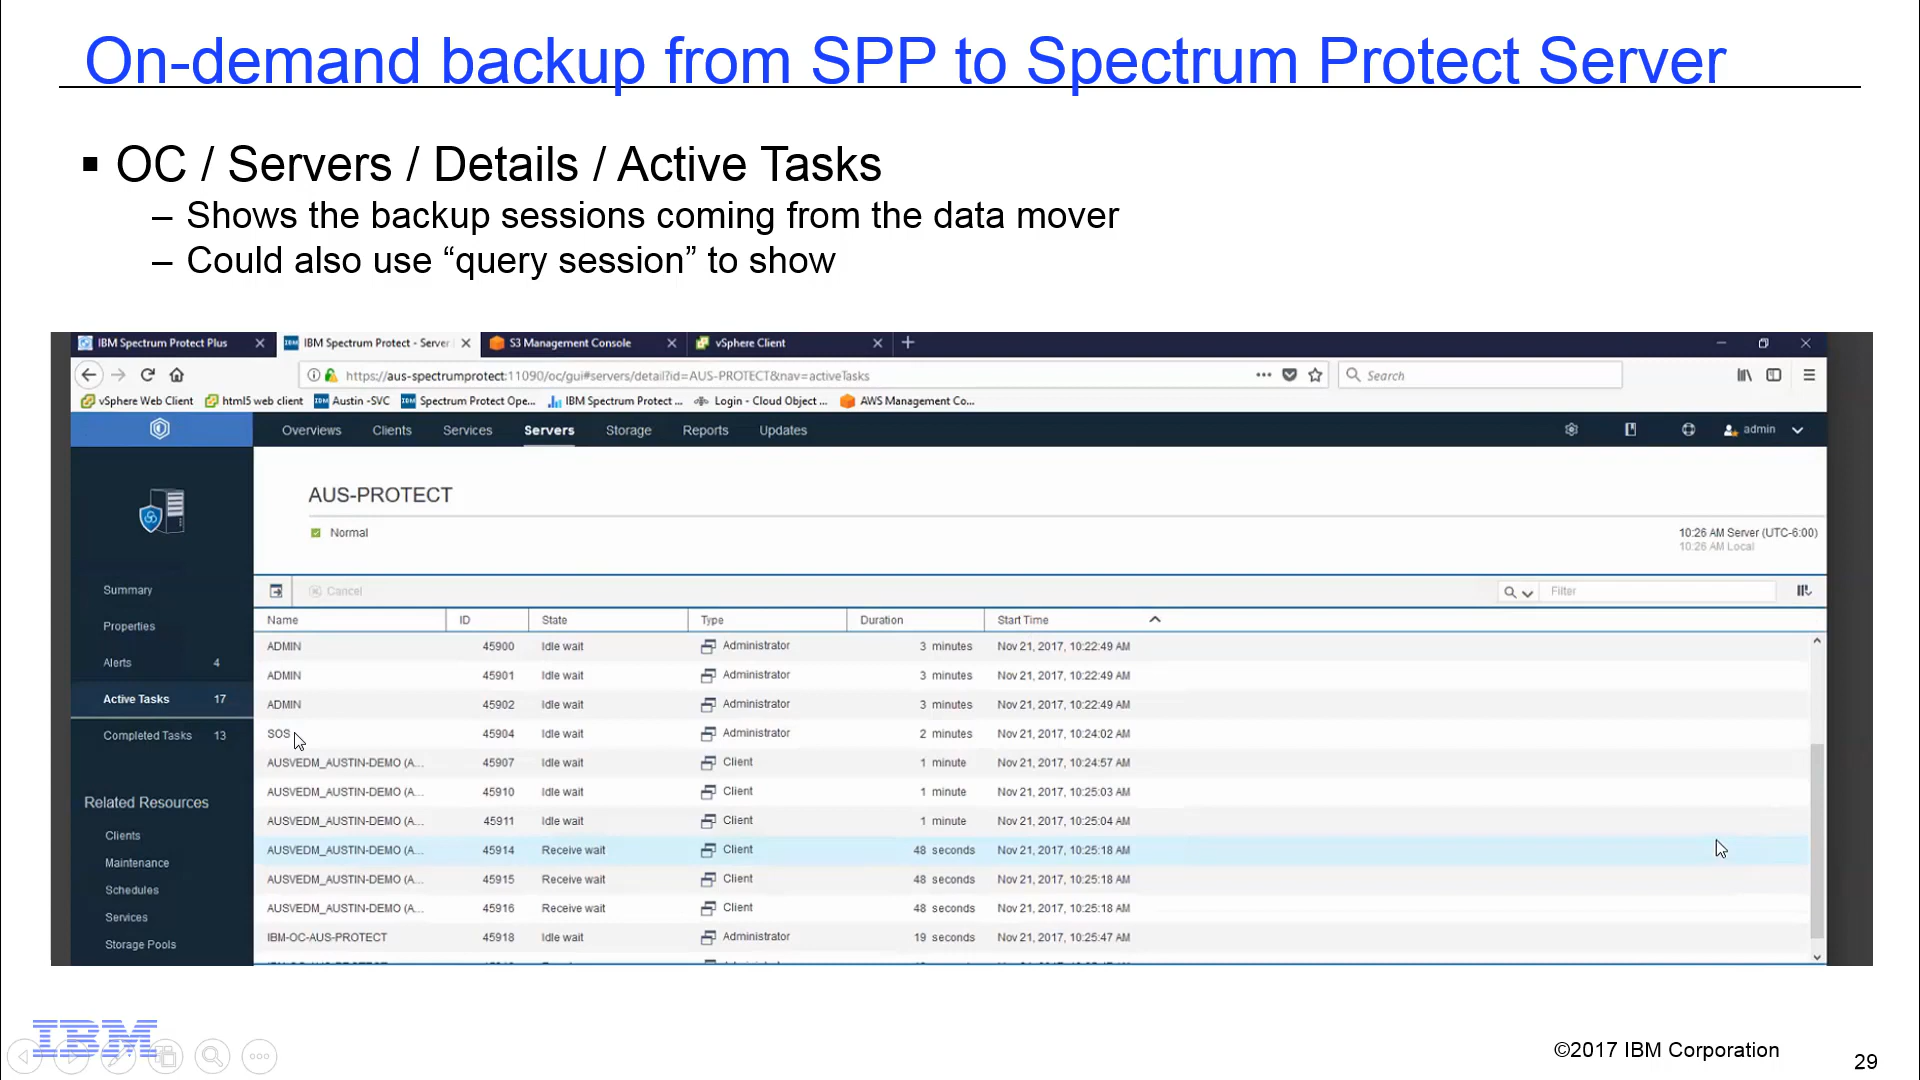 On-demand backup from SPP to Spectrum Protect Server
▪ OC / Servers / Details / Active Tasks
– Shows the backup sessions coming from the data mover
– Could also use “query session” to show
IBM Spectrum Protect Plus IBM Spectrum Protect - Server S3 Management Console vSphere Client
https://aus-spectrumprotect:11090/oc/gui#servers/detail?id=AUS-PROTECT&nav=activeTasks Search
vSphere Web Client html5 web client Austin -SVC Spectrum Protect Ope... IBM Spectrum Protect ... Login - Cloud Object ... AWS Management Co...
Overviews Clients Services Servers Storage Reports Updates admin
AUS-PROTECT
Normal
10:26 AM Server (UTC-6:00)
10:26 AM Local
Summary
Properties
Alerts 4
Active Tasks 17
Completed Tasks 13
Related Resources
Clients
Maintenance
Schedules
Services
Storage Pools
Cancel Filter
Name ID State Type Duration Start Time
ADMIN 45900 Idle wait Administrator 3 minutes Nov 21, 2017, 10:22:49 AM
ADMIN 45901 Idle wait Administrator 3 minutes Nov 21, 2017, 10:22:49 AM
ADMIN 45902 Idle wait Administrator 3 minutes Nov 21, 2017, 10:22:49 AM
SOS 45904 Idle wait Administrator 2 minutes Nov 21, 2017, 10:24:02 AM
AUSVEDM_AUSTIN-DEMO (A... 45907 Idle wait Client 1 minute Nov 21, 2017, 10:24:57 AM
AUSVEDM_AUSTIN-DEMO (A... 45910 Idle wait Client 1 minute Nov 21, 2017, 10:25:03 AM
AUSVEDM_AUSTIN-DEMO (A... 45911 Idle wait Client 1 minute Nov 21, 2017, 10:25:04 AM
AUSVEDM_AUSTIN-DEMO (A... 45914 Receive wait Client 48 seconds Nov 21, 2017, 10:25:18 AM
AUSVEDM_AUSTIN-DEMO (A... 45915 Receive wait Client 48 seconds Nov 21, 2017, 10:25:18 AM
AUSVEDM_AUSTIN-DEMO (A... 45916 Receive wait Client 48 seconds Nov 21, 2017, 10:25:18 AM
IBM-OC-AUS-PROTECT 45918 Idle wait Administrator 19 seconds Nov 21, 2017, 10:25:47 AM
IBM
©2017 IBM Corporation
29